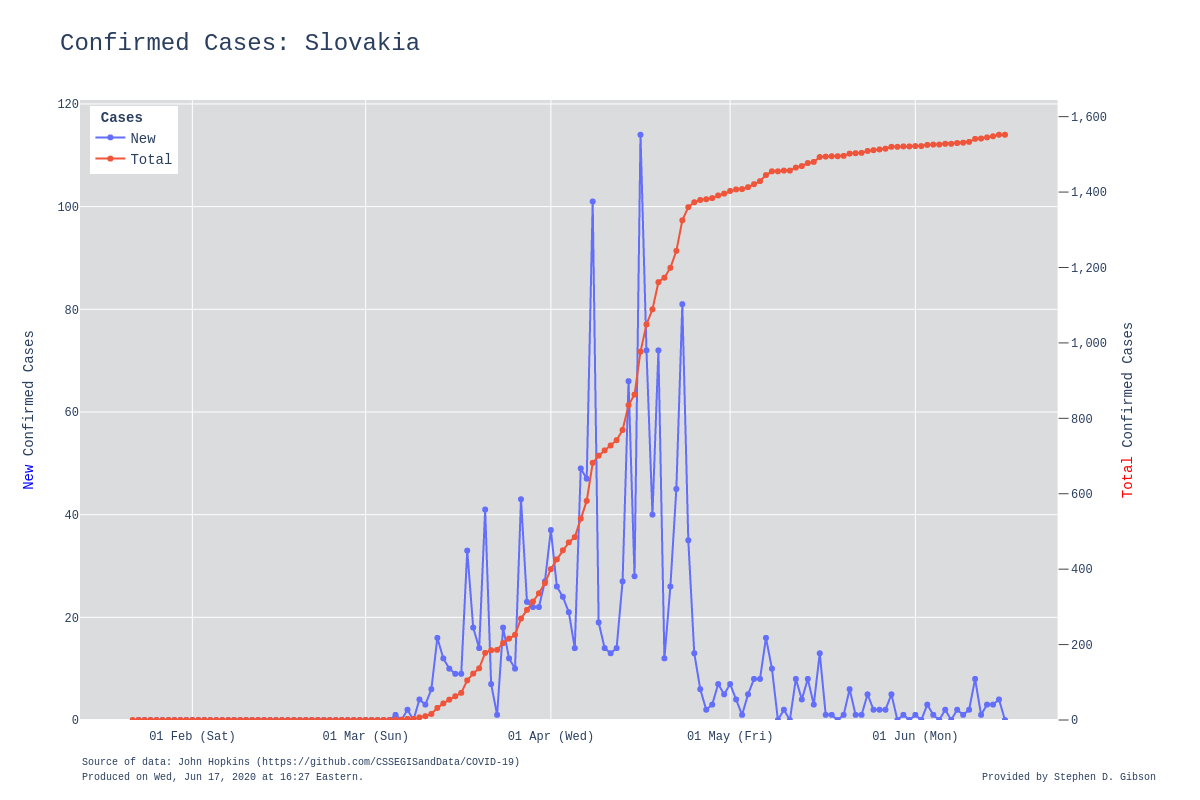 Confirmed Cases: Slovakia
Cases
New
Total
120
100
80
60
40
20
0
1,600
1,400
1,200
1,000
800
600
400
200
0
New Confirmed Cases
Total Confirmed Cases
01 Feb (Sat)
01 Mar (Sun)
01 Apr (Wed)
01 May (Fri)
01 Jun (Mon)
Source of data: John Hopkins (https://github.com/CSSEGISandData/COVID-19)
Produced on Wed, Jun 17, 2020 at 16:27 Eastern.
Provided by Stephen D. Gibson